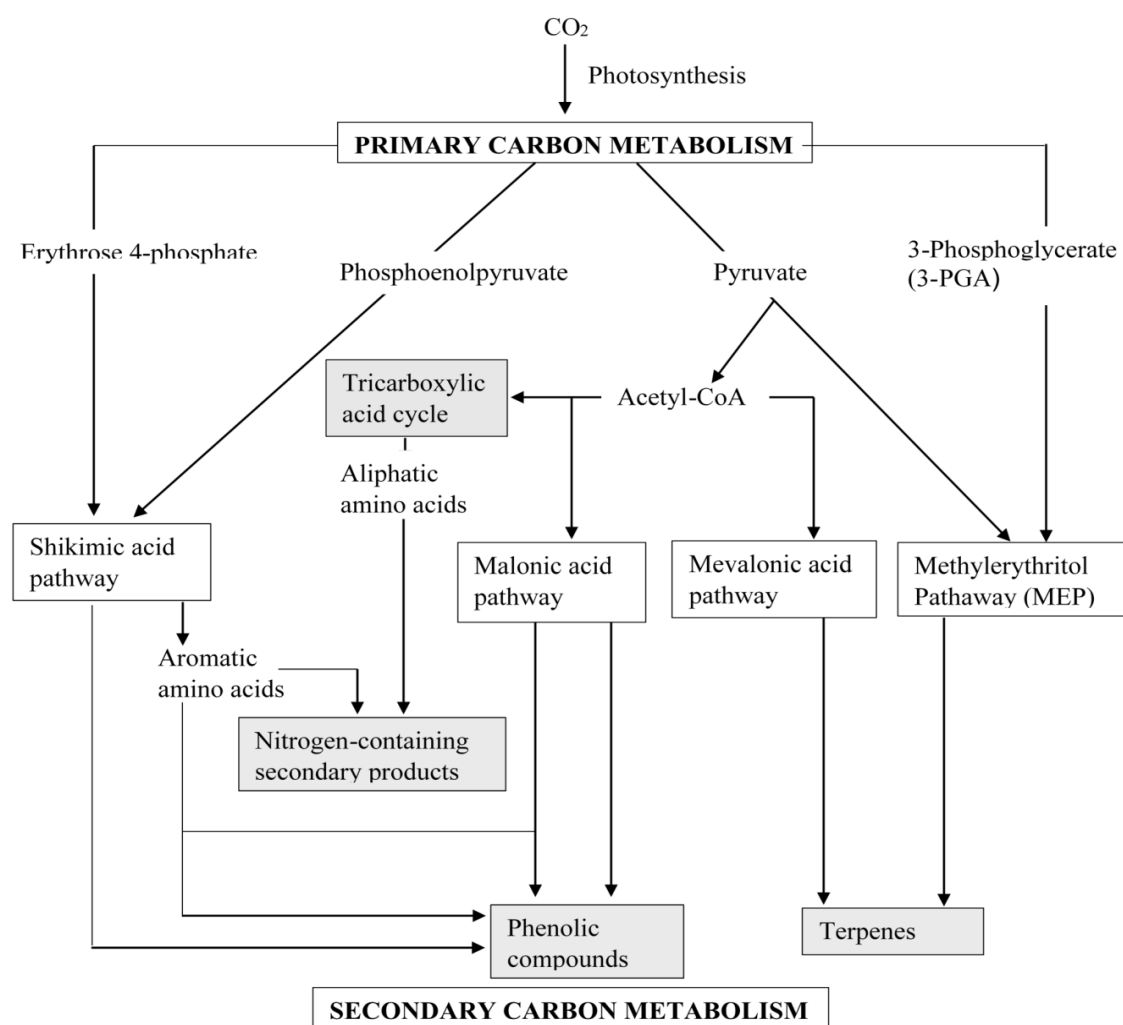 CO₂
Photosynthesis
PRIMARY CARBON METABOLISM
Erythrose 4-phosphate
Phosphoenolpyruvate
Pyruvate
3-Phosphoglycerate
(3-PGA)
Tricarboxylic
acid cycle
Acetyl-CoA
Aliphatic
amino acids
Shikimic acid
pathway
Malonic acid
pathway
Mevalonic acid
pathway
Methylerythritol
Pathaway (MEP)
Aromatic
amino acids
Nitrogen-containing
secondary products
Phenolic
compounds
Terpenes
SECONDARY CARBON METABOLISM